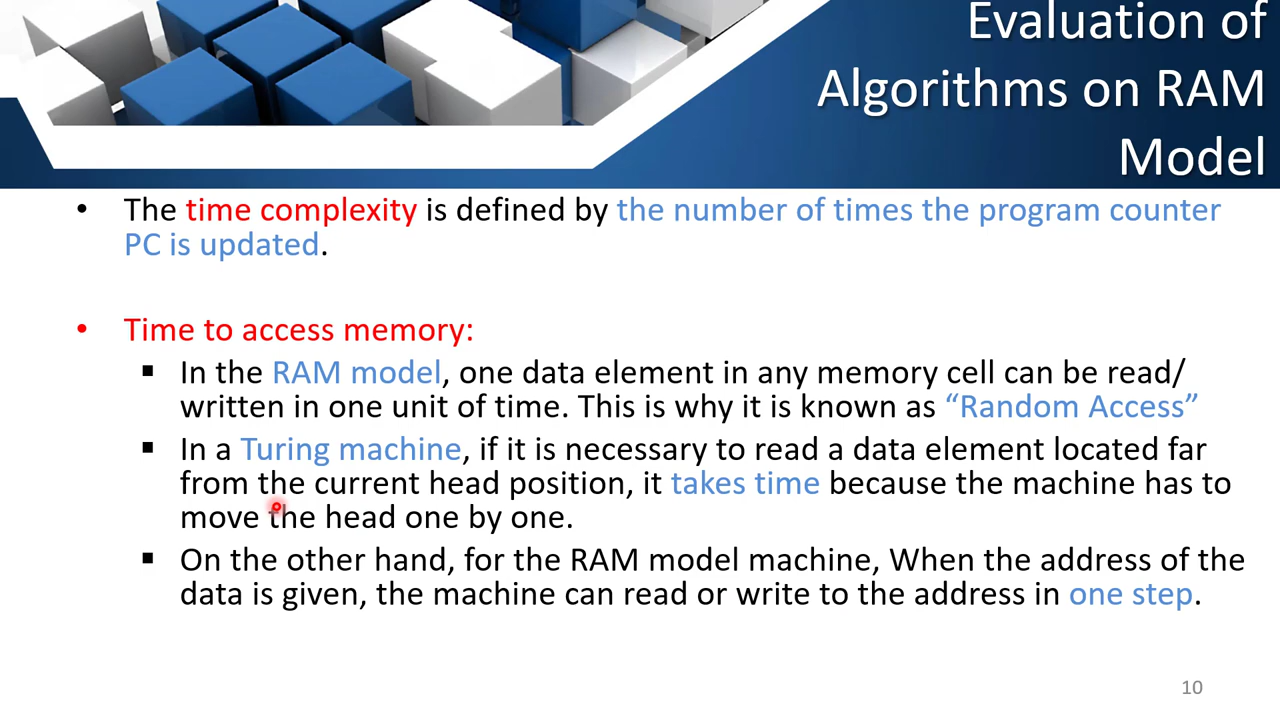 Evaluation of
Algorithms on RAM
Model
• The time complexity is defined by the number of times the program counter
PC is updated.
• Time to access memory:
▪ In the RAM model, one data element in any memory cell can be read/
written in one unit of time. This is why it is known as “Random Access”
▪ In a Turing machine, if it is necessary to read a data element located far
from the current head position, it takes time because the machine has to
move the head one by one.
▪ On the other hand, for the RAM model machine, When the address of the
data is given, the machine can read or write to the address in one step.
10